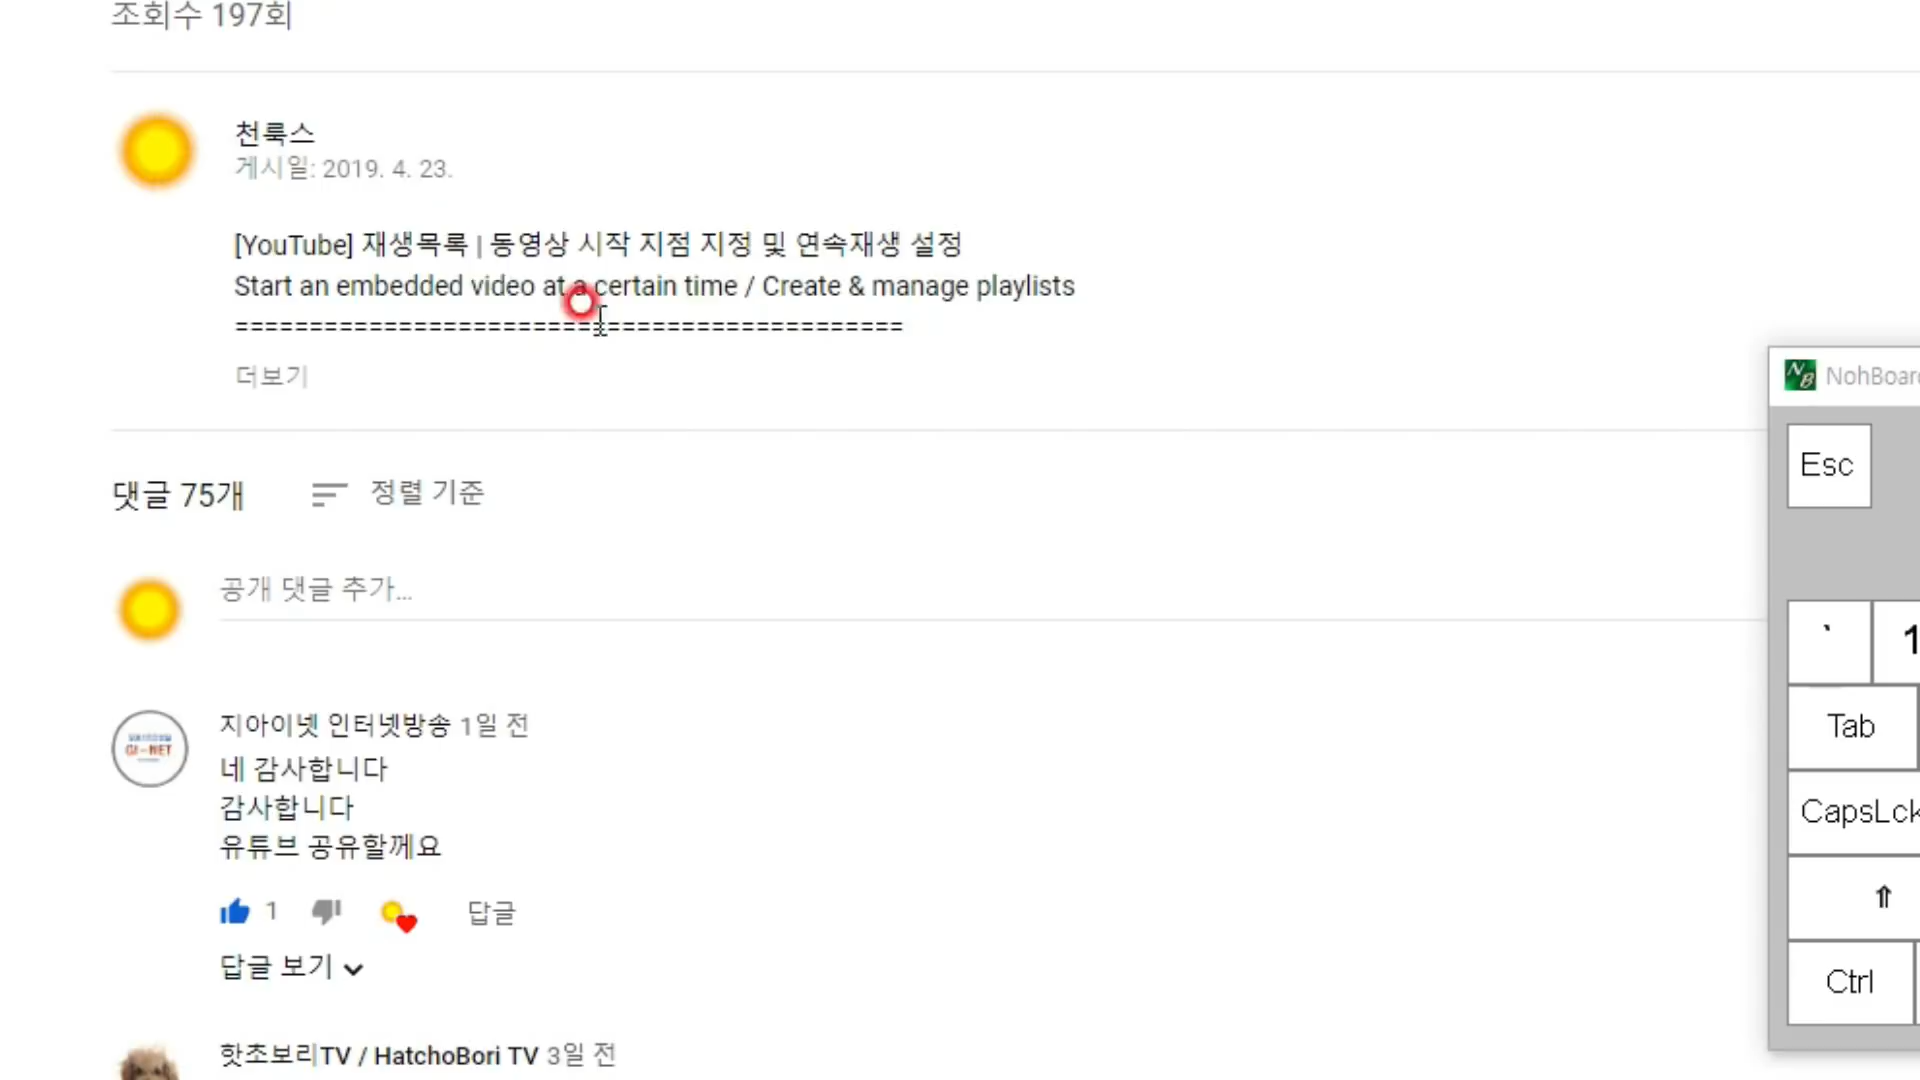 조회수 197회
천룩스
게시일: 2019. 4. 23.
[YouTube] 재생목록 | 동영상 시작 지점 지정 및 연속재생 설정
Start an embedded video at a certain time / Create & manage playlists
=============================================
더보기
댓글 75개
정렬 기준
공개 댓글 추가...
지아이넷 인터넷방송 1일 전
GI-NET
네 감사합니다
감사합니다
유튜브 공유할께요
1
답글
답글 보기
핫초보리TV / HatchoBori TV 3일 전
NB
NohBoar
Esc
` 1
Tab
CapsLck
⇑
Ctrl